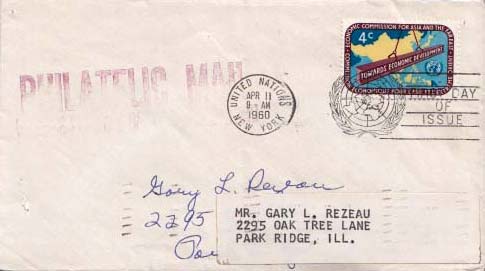 PHILATELIC MAIL
ECONOMIC COMMISSION FOR ASIA AND THE FAR EAST
4c
TOWARDS ECONOMIC DEVELOPMENT
UNITED NATIONS
APR 11
9 - AM
1960
NEW YORK
DAY
OF
ISSUE
Gary L. Rezeau
2295
MR. GARY L. REZEAU
2295 OAK TREE LANE
PARK RIDGE, ILL.